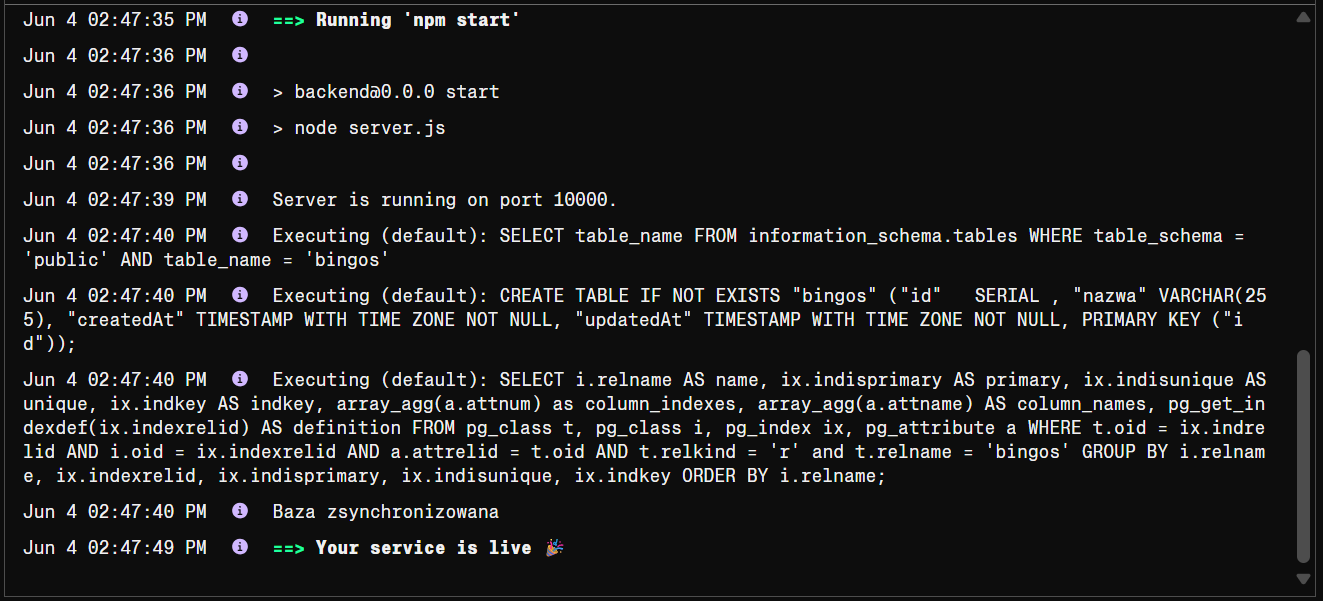 Jun 4 02:47:35 PM ==> Running 'npm start'
Jun 4 02:47:36 PM
Jun 4 02:47:36 PM > backend@0.0.0 start
Jun 4 02:47:36 PM > node server.js
Jun 4 02:47:36 PM
Jun 4 02:47:39 PM Server is running on port 10000.
Jun 4 02:47:40 PM Executing (default): SELECT table_name FROM information_schema.tables WHERE table_schema =
'public' AND table_name = 'bingos'
Jun 4 02:47:40 PM Executing (default): CREATE TABLE IF NOT EXISTS "bingos" ("id"   SERIAL , "nazwa" VARCHAR(25
5), "createdAt" TIMESTAMP WITH TIME ZONE NOT NULL, "updatedAt" TIMESTAMP WITH TIME ZONE NOT NULL, PRIMARY KEY ("i
d"));
Jun 4 02:47:40 PM Executing (default): SELECT i.relname AS name, ix.indisprimary AS primary, ix.indisunique AS
unique, ix.indkey AS indkey, array_agg(a.attnum) as column_indexes, array_agg(a.attname) AS column_names, pg_get_in
dexdef(ix.indexrelid) AS definition FROM pg_class t, pg_class i, pg_index ix, pg_attribute a WHERE t.oid = ix.indre
lid AND i.oid = ix.indexrelid AND a.attrelid = t.oid AND t.relkind = 'r' and t.relname = 'bingos' GROUP BY i.relnam
e, ix.indexrelid, ix.indisprimary, ix.indisunique, ix.indkey ORDER BY i.relname;
Jun 4 02:47:40 PM Baza zsynchronizowana
Jun 4 02:47:49 PM ==> Your service is live 🎉